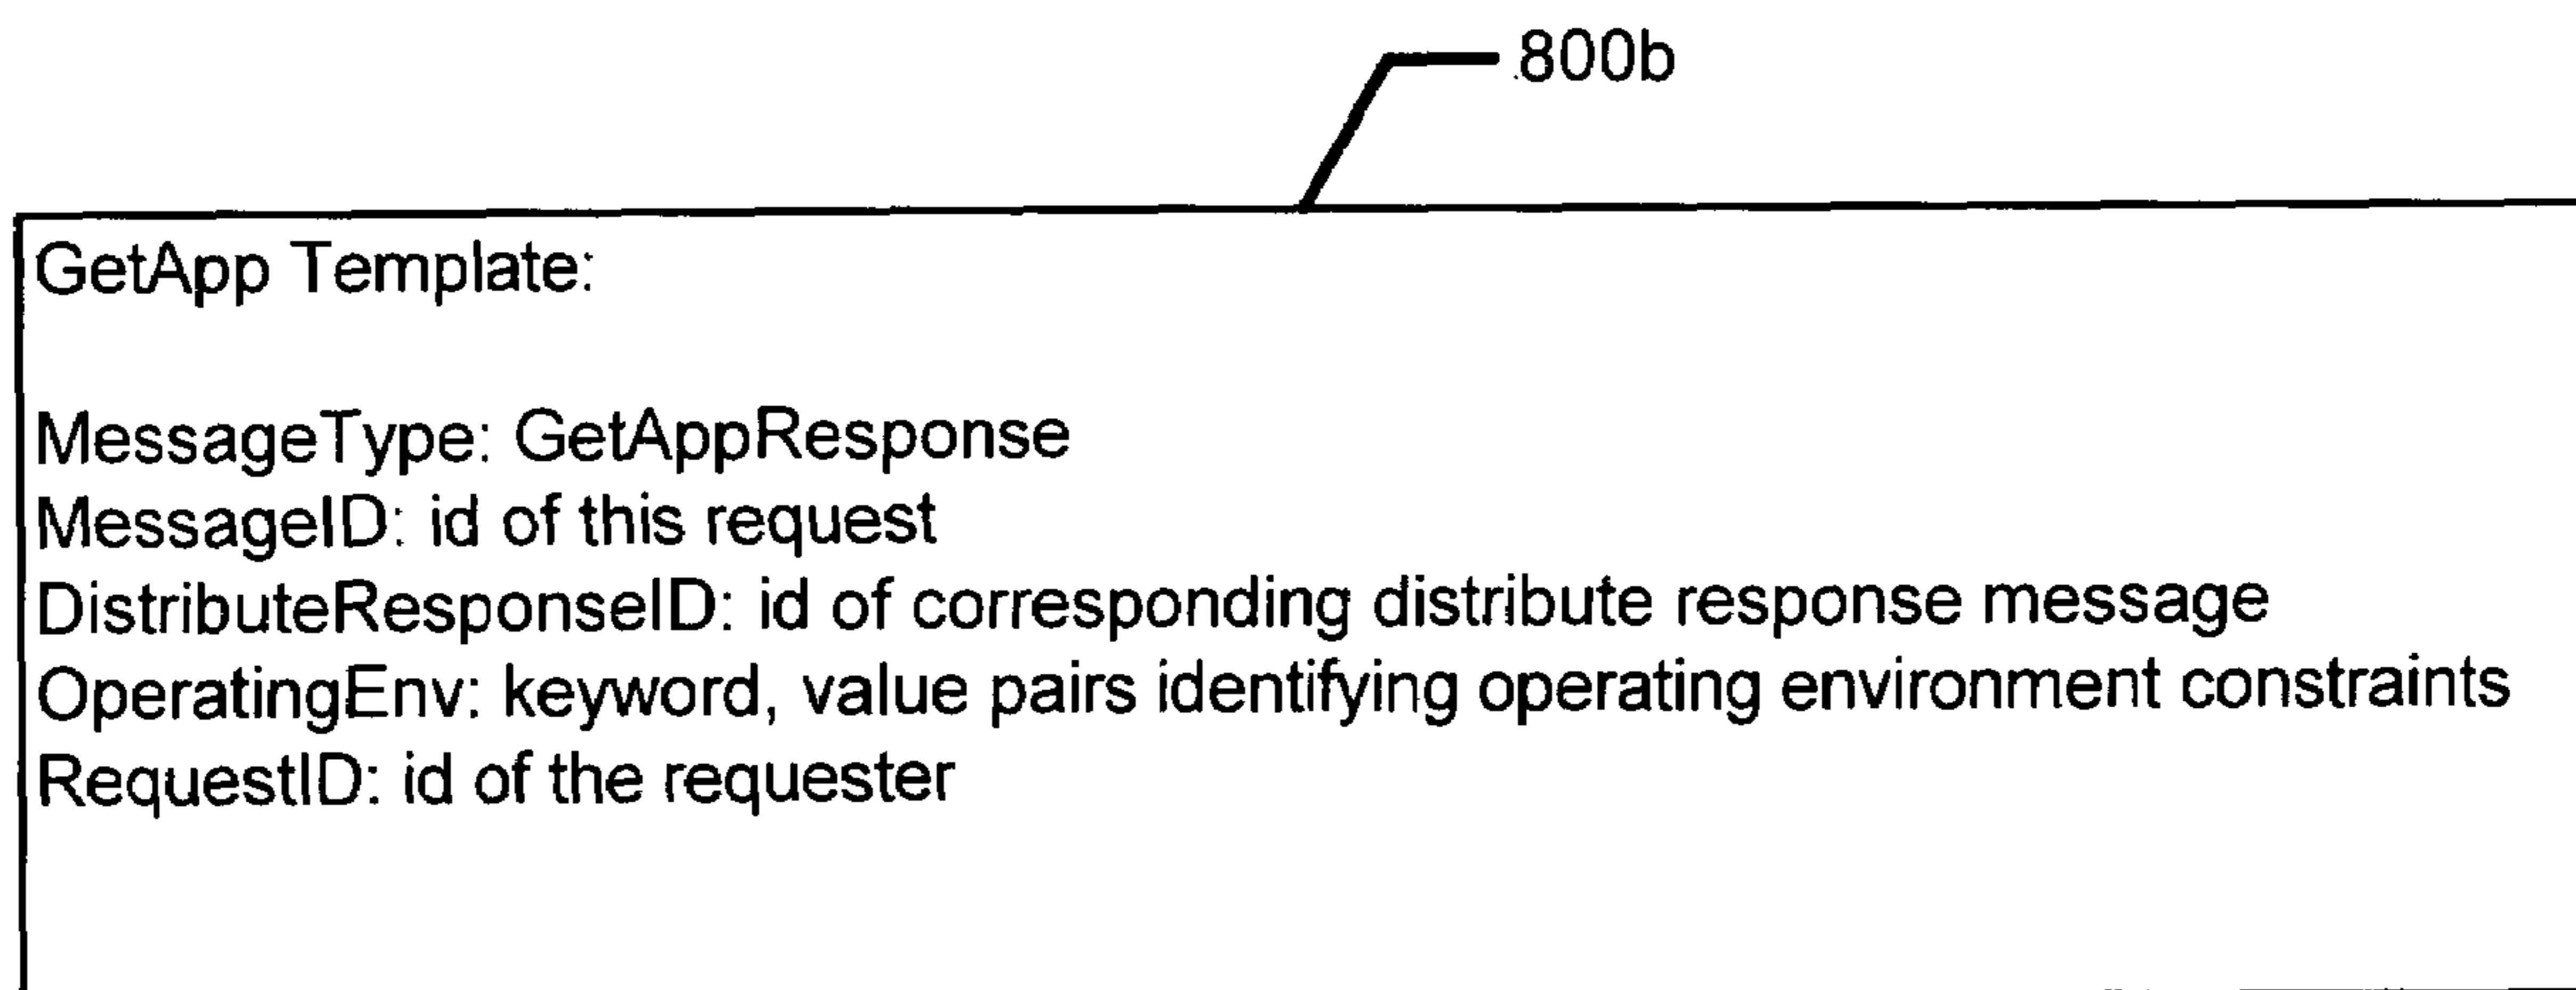 800b
GetApp Template:
MessageType: GetAppResponse
MessageID: id of this request
DistributeResponseID: id of corresponding distribute response message
OperatingEnv: keyword, value pairs identifying operating environment constraints
RequestID: id of the requester